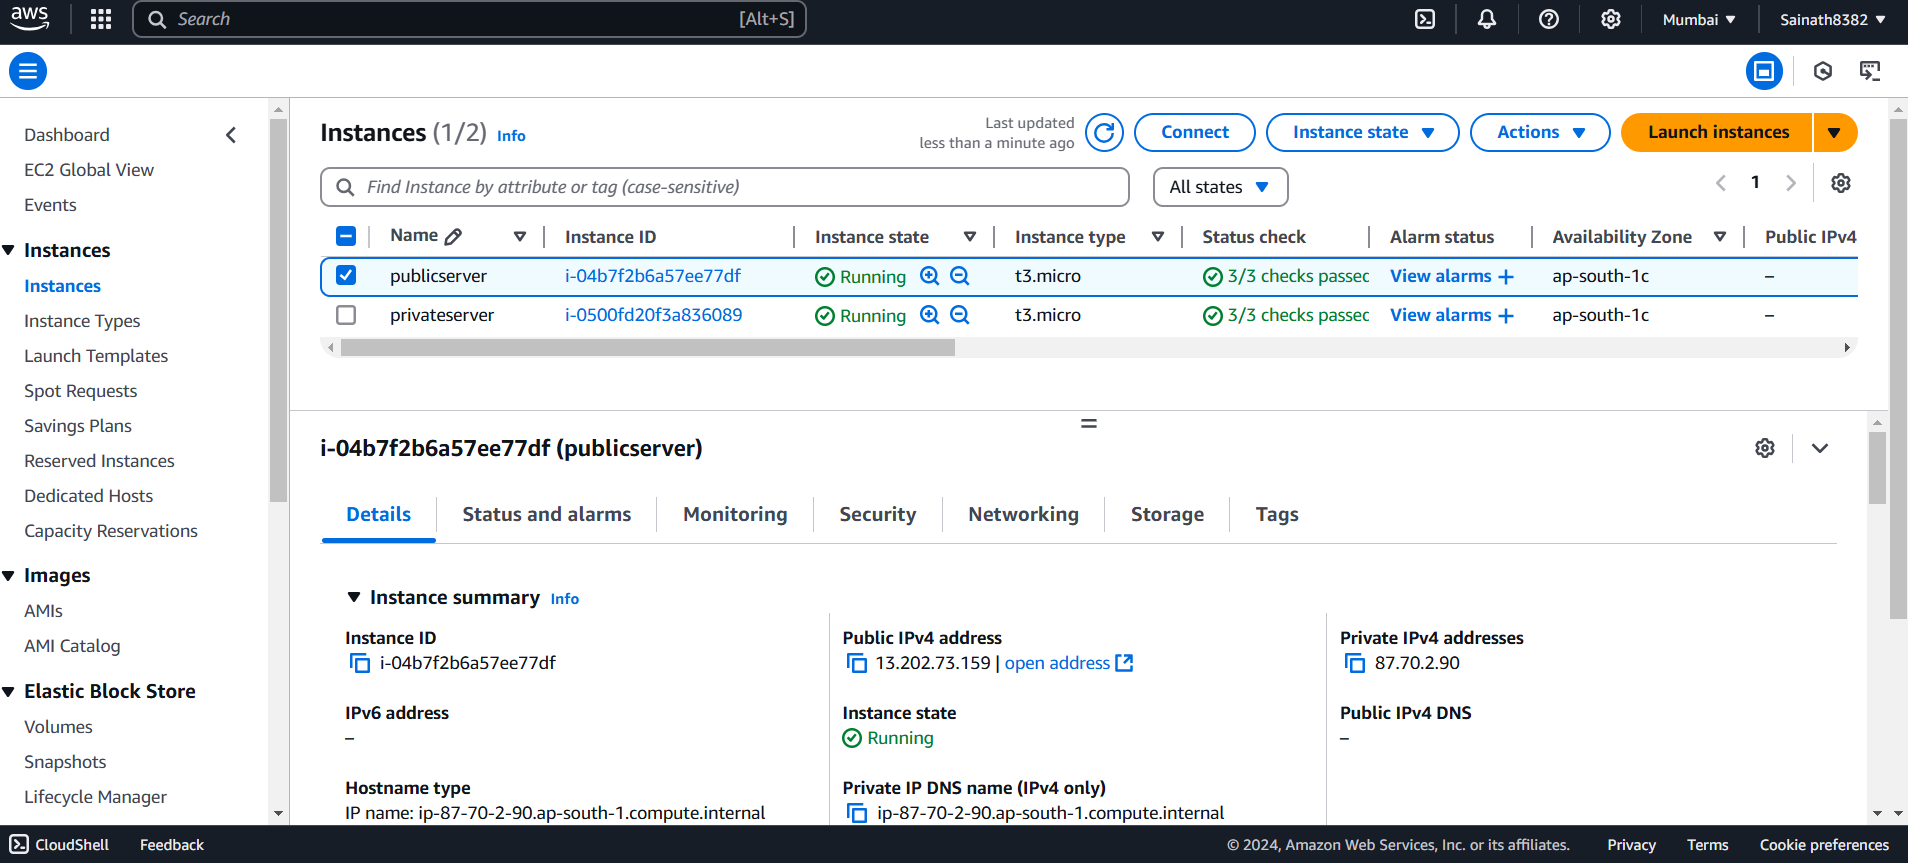 aws
Search [Alt+S]
Mumbai
Sainath8382
Dashboard
EC2 Global View
Events
Instances
Instances
Instance Types
Launch Templates
Spot Requests
Savings Plans
Reserved Instances
Dedicated Hosts
Capacity Reservations
Images
AMIs
AMI Catalog
Elastic Block Store
Volumes
Snapshots
Lifecycle Manager
Instances (1/2) Info
Last updated
less than a minute ago
Connect
Instance state
Actions
Launch instances
Find Instance by attribute or tag (case-sensitive)
All states
1
Name Instance ID Instance state Instance type Status check Alarm status Availability Zone Public IPv4
publicserver i-04b7f2b6a57ee77df Running t3.micro 3/3 checks passec View alarms + ap-south-1c –
privateserver i-0500fd20f3a836089 Running t3.micro 3/3 checks passec View alarms + ap-south-1c –
i-04b7f2b6a57ee77df (publicserver)
Details Status and alarms Monitoring Security Networking Storage Tags
Instance summary Info
Instance ID
i-04b7f2b6a57ee77df
Public IPv4 address
13.202.73.159 | open address
Private IPv4 addresses
87.70.2.90
IPv6 address
–
Instance state
Running
Public IPv4 DNS
–
Hostname type
IP name: ip-87-70-2-90.ap-south-1.compute.internal
Private IP DNS name (IPv4 only)
ip-87-70-2-90.ap-south-1.compute.internal
CloudShell Feedback
© 2024, Amazon Web Services, Inc. or its affiliates. Privacy Terms Cookie preferences